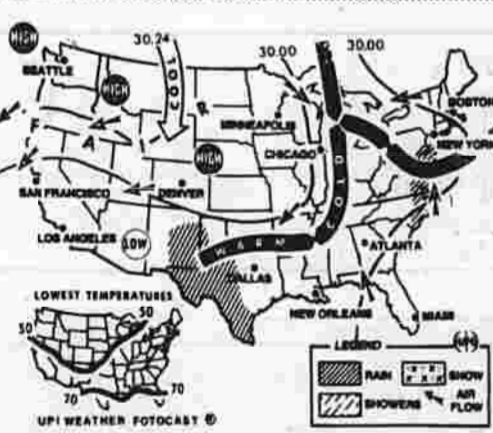 HIGH
30.24
30.00
30.00
SEATTLE
COOL
HIGH
BOSTON
MINNEAPOLIS
NEW YORK
F A I R
HIGH
CHICAGO
COLD
SAN FRANCISCO
DENVER
LOS ANGELES
LOW
WARM
ATLANTA
DALLAS
LOWEST TEMPERATURES
NEW ORLEANS
MIAMI
50
50
70
70
LEGEND
RAIN
SNOW
SHOWERS
AIR FLOW
UPI WEATHER FOTOCAST ®